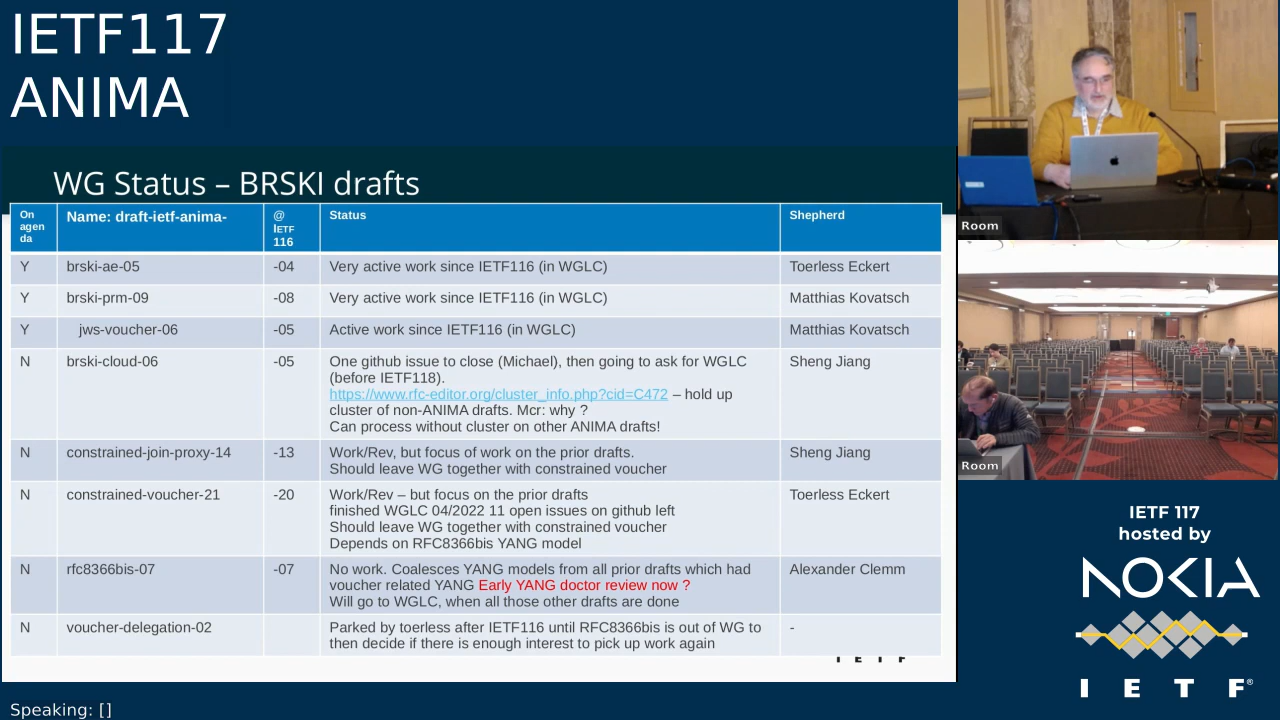 IETF117
ANIMA
WG Status – BRSKI drafts
On agen da
Name: draft-ietf-anima-
@ IETF 116
Status
Shepherd
Y
brski-ae-05
-04
Very active work since IETF116 (in WGLC)
Toerless Eckert
Y
brski-prm-09
-08
Very active work since IETF116 (in WGLC)
Matthias Kovatsch
Y
jws-voucher-06
-05
Active work since IETF116 (in WGLC)
Matthias Kovatsch
N
brski-cloud-06
-05
One github issue to close (Michael), then going to ask for WGLC
(before IETF118).
https://www.rfc-editor.org/cluster_info.php?cid=C472 – hold up
cluster of non-ANIMA drafts. Mcr: why ?
Can process without cluster on other ANIMA drafts!
Sheng Jiang
N
constrained-join-proxy-14
-13
Work/Rev, but focus of work on the prior drafts.
Should leave WG together with constrained voucher
Sheng Jiang
N
constrained-voucher-21
-20
Work/Rev – but focus on the prior drafts
finished WGLC 04/2022 11 open issues on github left
Should leave WG together with constrained voucher
Depends on RFC8366bis YANG model
Toerless Eckert
N
rfc8366bis-07
-07
No work. Coalesces YANG models from all prior drafts which had
voucher related YANG Early YANG doctor review now ?
Will go to WGLC, when all those other drafts are done
Alexander Clemm
N
voucher-delegation-02
Parked by toerless after IETF116 until RFC8366bis is out of WG to
then decide if there is enough interest to pick up work again
-
I E T F
Speaking: []
Room
Room
IETF 117
hosted by
NOKIA
I E T F®